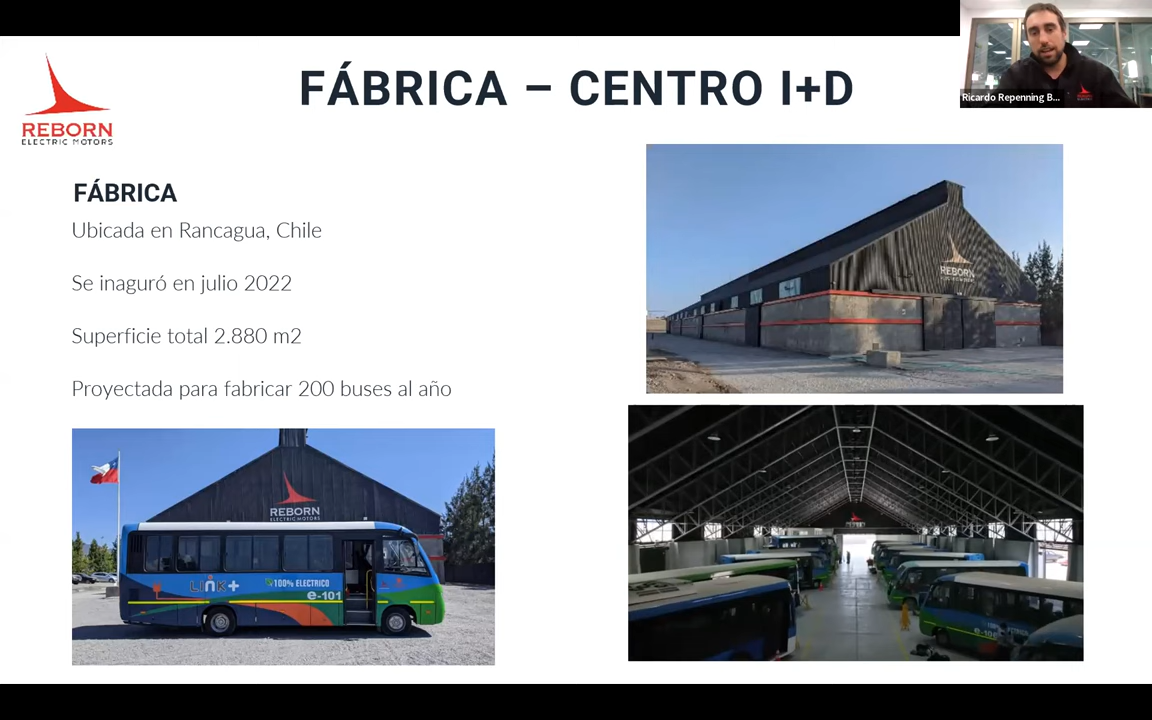 FÁBRICA – CENTRO I+D
Ricardo Repenning B...
REBORN
ELECTRIC MOTORS
FÁBRICA
Ubicada en Rancagua, Chile
Se inaguró en julio 2022
Superficie total 2.880 m2
Proyectada para fabricar 200 buses al año
REBORN
REBORN
ELECTRIC MOTORS
LINK+
100% ELECTRICO
e-101